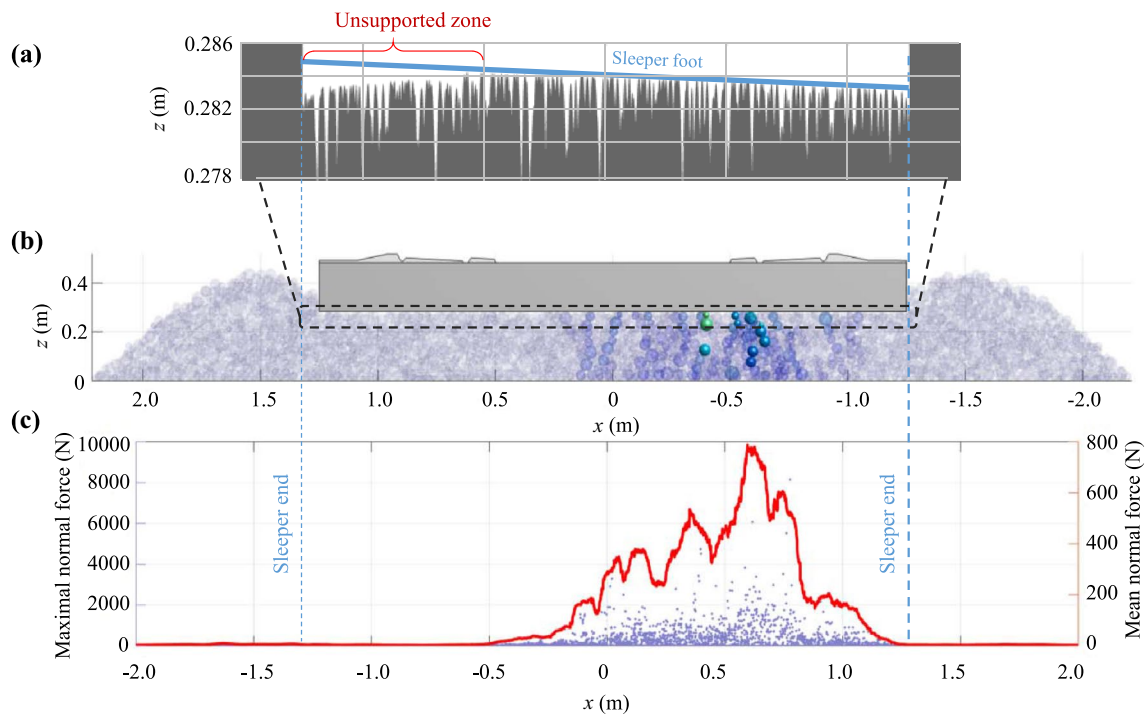 Unsupported zone
(a)
0.286
Sleeper foot
z (m)
0.282
0.278
(b)
z (m)
0.4
0.2
0
2.0 1.5 1.0 0.5 0 -0.5 -1.0 -1.5 -2.0
x (m)
(c)
Maximal normal force (N)
10000
8000
6000
4000
2000
0
Sleeper end
Sleeper end
800
600
400
200
0
Mean normal force (N)
-2.0 -1.5 -1.0 -0.5 0 0.5 1.0 1.5 2.0
x (m)